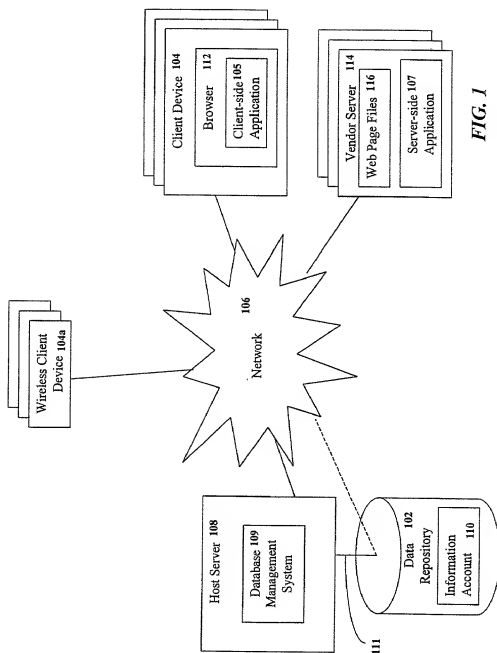 Wireless Client
Device 104a
Host Server 108
Database 109
Management
System
111
Data 102
Repository
Information
Account 110
106
Network
Client Device 104
Browser 112
Client-side 105
Application
Vendor Server
114
Web Page Files
116
Server-side 107
Application
FIG. 1